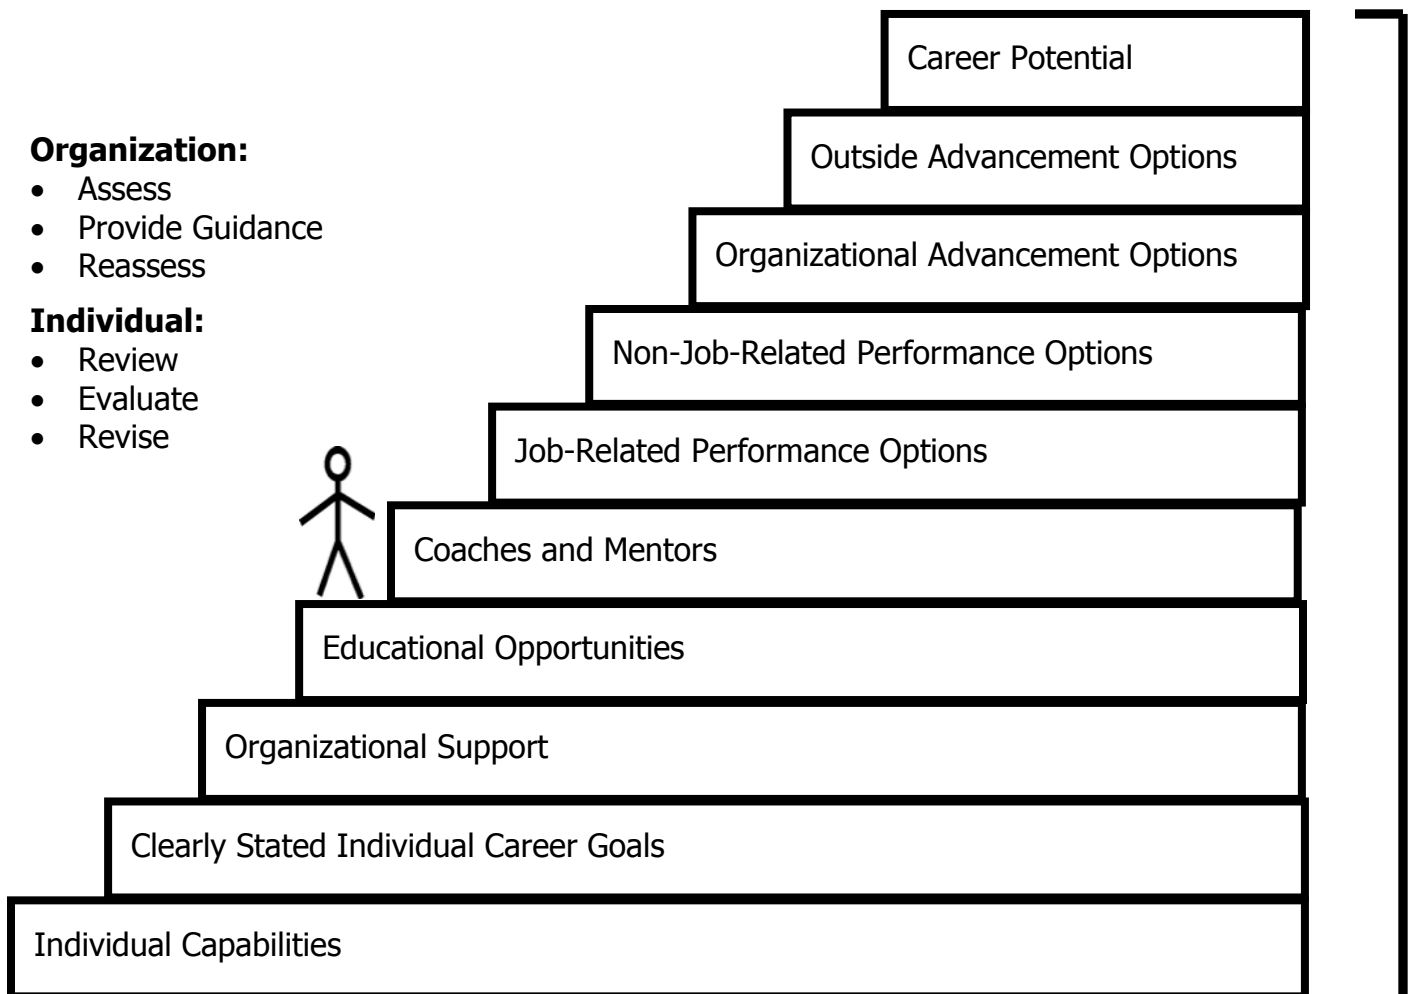 Career Potential
Outside Advancement Options
Organization:
• Assess
• Provide Guidance
• Reassess
Organizational Advancement Options
Individual:
• Review
• Evaluate
• Revise
Non-Job-Related Performance Options
Job-Related Performance Options
Coaches and Mentors
Educational Opportunities
Organizational Support
Clearly Stated Individual Career Goals
Individual Capabilities